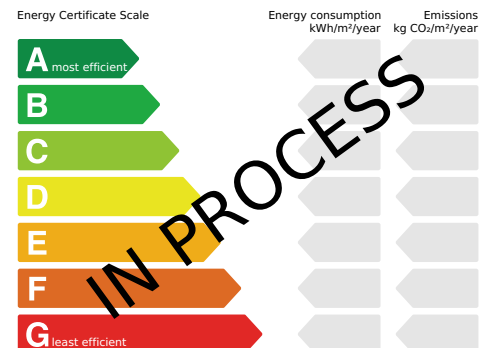 Energy Certificate Scale
Energy consumption
kWh/m²/year
Emissions
kg CO₂/m²/year
A most efficient
B
C
D
E
F
G least efficient
IN PROCESS